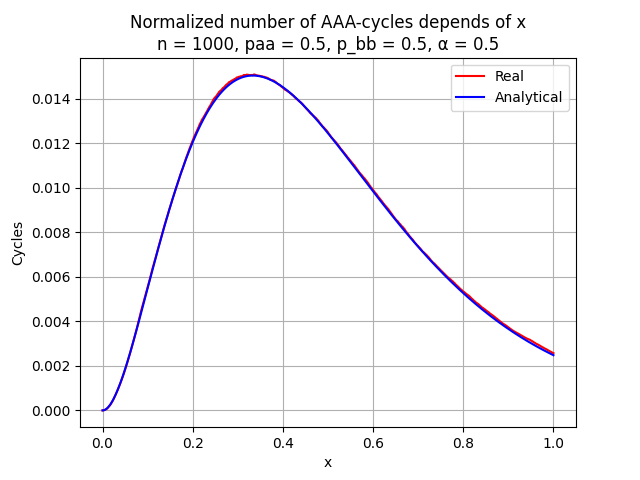 Normalized number of AAA-cycles depends of x
n = 1000, paa = 0.5, p_bb = 0.5, α = 0.5
Real
Analytical
Cycles
0.014
0.012
0.010
0.008
0.006
0.004
0.002
0.000
0.0 0.2 0.4 0.6 0.8 1.0
x